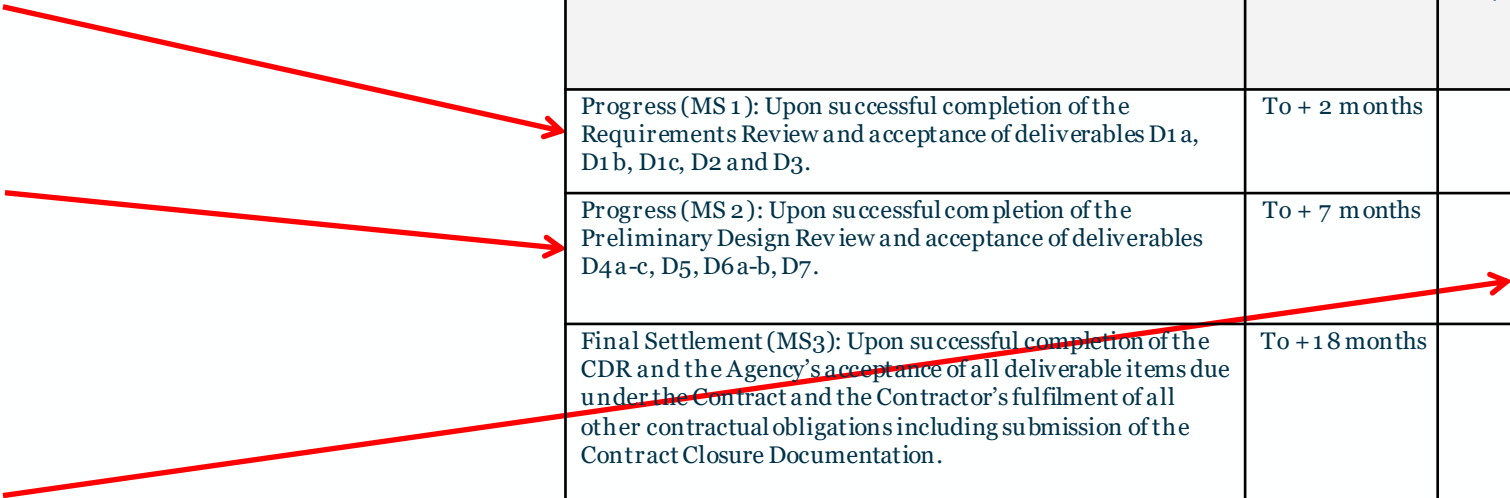 Progress (MS 1): Upon successful completion of the
To + 2 months
Requirements Review and acceptance of deliverables D1a,
D1b, D1c, D2 and D3.
Progress (MS 2): Upon successful completion of the
To + 7 months
Preliminary Design Review and acceptance of deliverables
D4a-c, D5, D6a-b, D7.
Final Settlement (MS3): Upon successful completion of the
To +18 months
CDR and the Agency’s acceptance of all deliverable items due
under the Contract and the Contractor’s fulfilment of all
other contractual obligations including submission of the
Contract Closure Documentation.